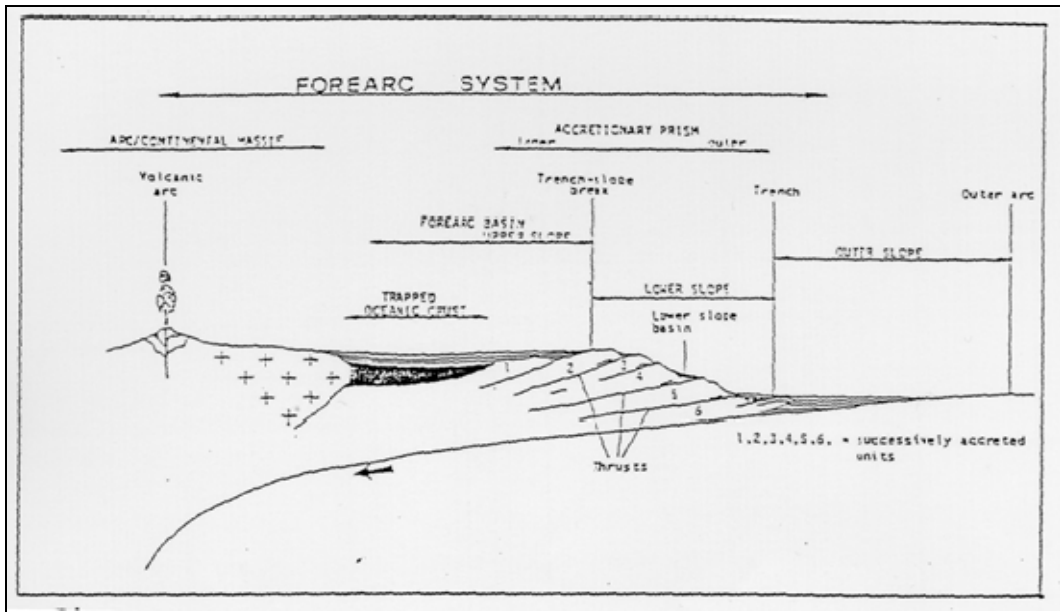 FOREARC SYSTEM
ACCRETIONARY PRISM
inner outer
ARC/CONTINENTAL MASSIF
Volcanic
arc
Trench-slope
break
Trench
Outer arc
FOREARC BASIN
UPPER SLOPE
OUTER SLOPE
TRAPPED
OCEANIC CRUST
LOWER SLOPE
Lower slope
basin
1 2 3
4
5
6
1.2.3.4.5.6. = successively accreted
units
Thrusts